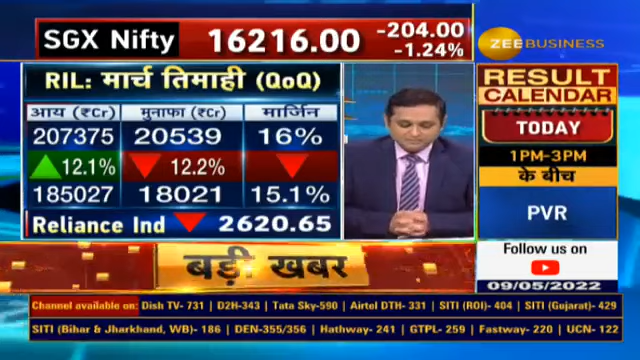 SGX Nifty 16216.00 -204.00
-1.24%
ZEE BUSINESS
RIL: मार्च तिमाही (QoQ)
आय (₹Cr) मुनाफा (₹Cr) मार्जिन
207375 20539 16%
12.1% 12.2%
185027 18021 15.1%
Reliance Ind 2620.65
RESULT
CALENDAR
TODAY
1PM-3PM
के बीच
PVR
Follow us on
09/05/2022
बड़ी खबर
Channel available on: Dish TV- 731 | D2H-343 | Tata Sky-590 | Airtel DTH- 331 | SITI (ROI)- 404 | SITI (Gujarat)- 429
SITI (Bihar & Jharkhand, WB)- 186 | DEN-355/356 | Hathway- 241 | GTPL- 259 | Fastway- 220 | UCN- 122